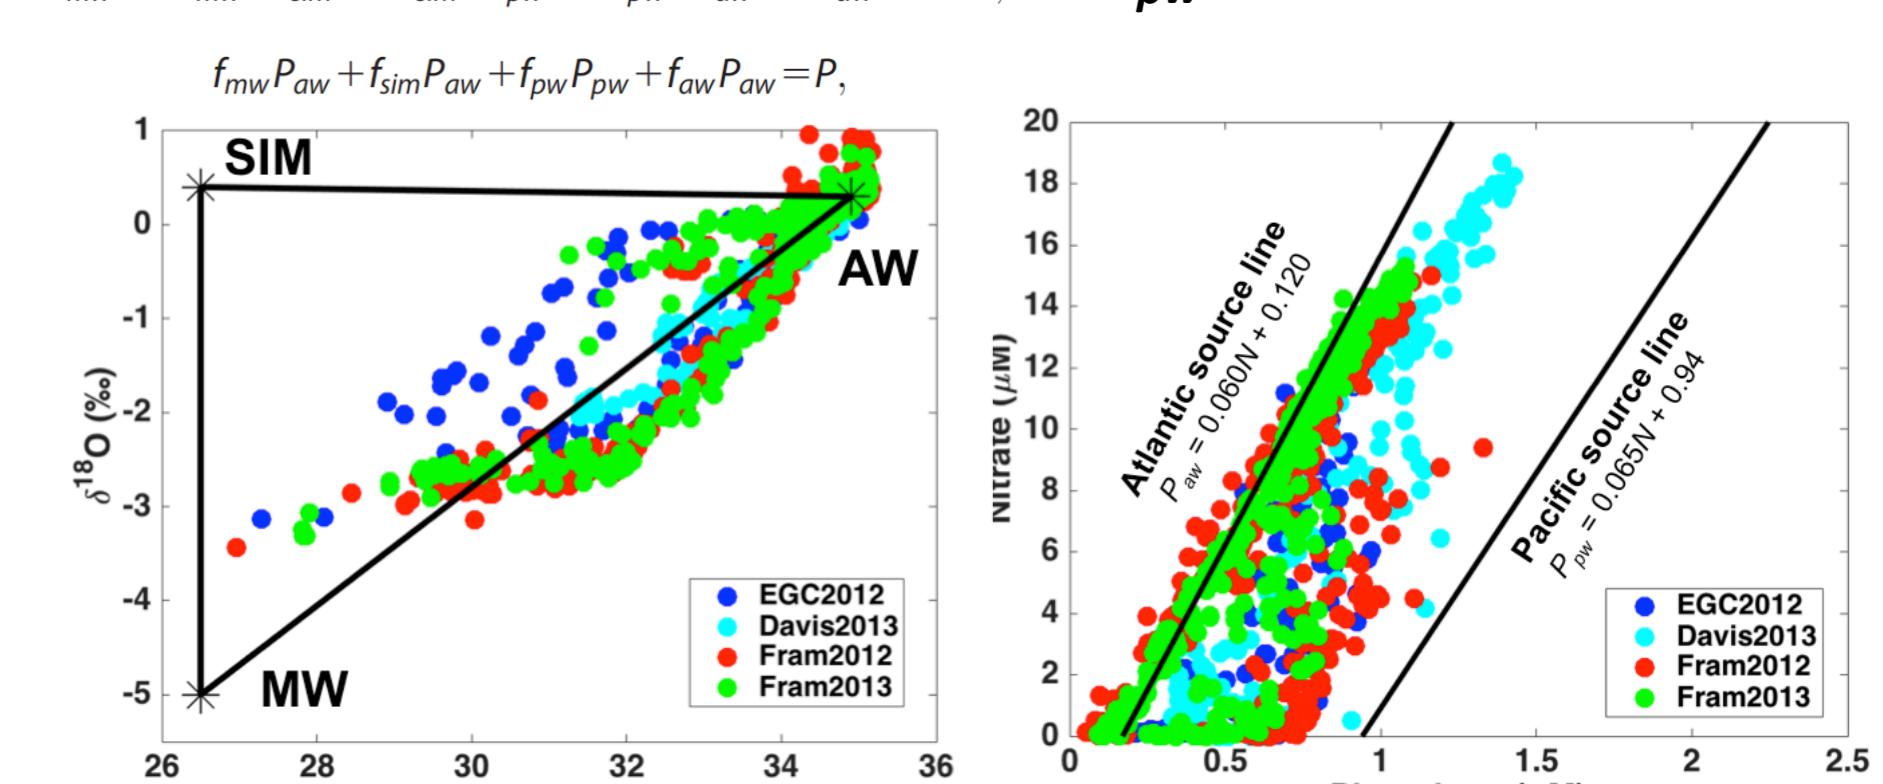 pw
f_mw P_aw + f_sim P_aw + f_pw P_pw + f_aw P_aw = P,
SIM
AW
MW
δ18O (‰)
1
0
-1
-2
-3
-4
-5
26 28 30 32 34 36
EGC2012
Davis2013
Fram2012
Fram2013
Nitrate (μM)
20
18
16
14
12
10
8
6
4
2
0
0 0.5 1 1.5 2 2.5
Atlantic source line
P_aw = 0.060N + 0.120
Pacific source line
P_pw = 0.065N + 0.94
EGC2012
Davis2013
Fram2012
Fram2013